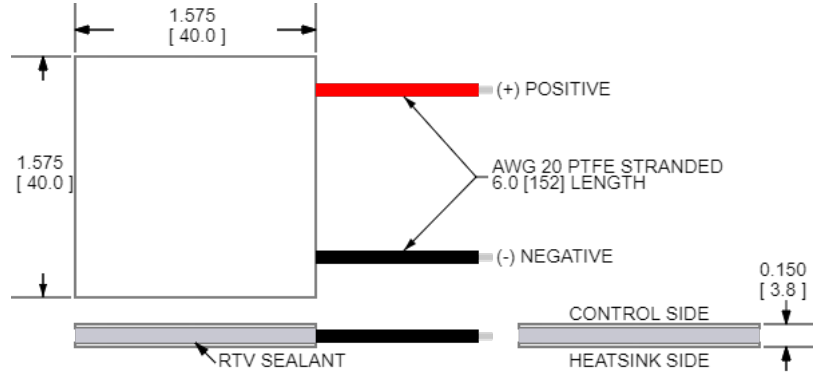 1.575
[ 40.0 ]
(+) POSITIVE
1.575
[ 40.0 ]
AWG 20 PTFE STRANDED
6.0 [152] LENGTH
(-) NEGATIVE
0.150
[ 3.8 ]
CONTROL SIDE
RTV SEALANT
HEATSINK SIDE